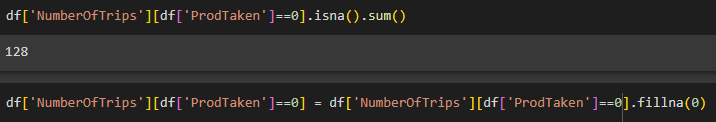 df['NumberOfTrips'][df['ProdTaken']==0].isna().sum()
128
df['NumberOfTrips'][df['ProdTaken']==0] = df['NumberOfTrips'][df['ProdTaken']==0].fillna(0)